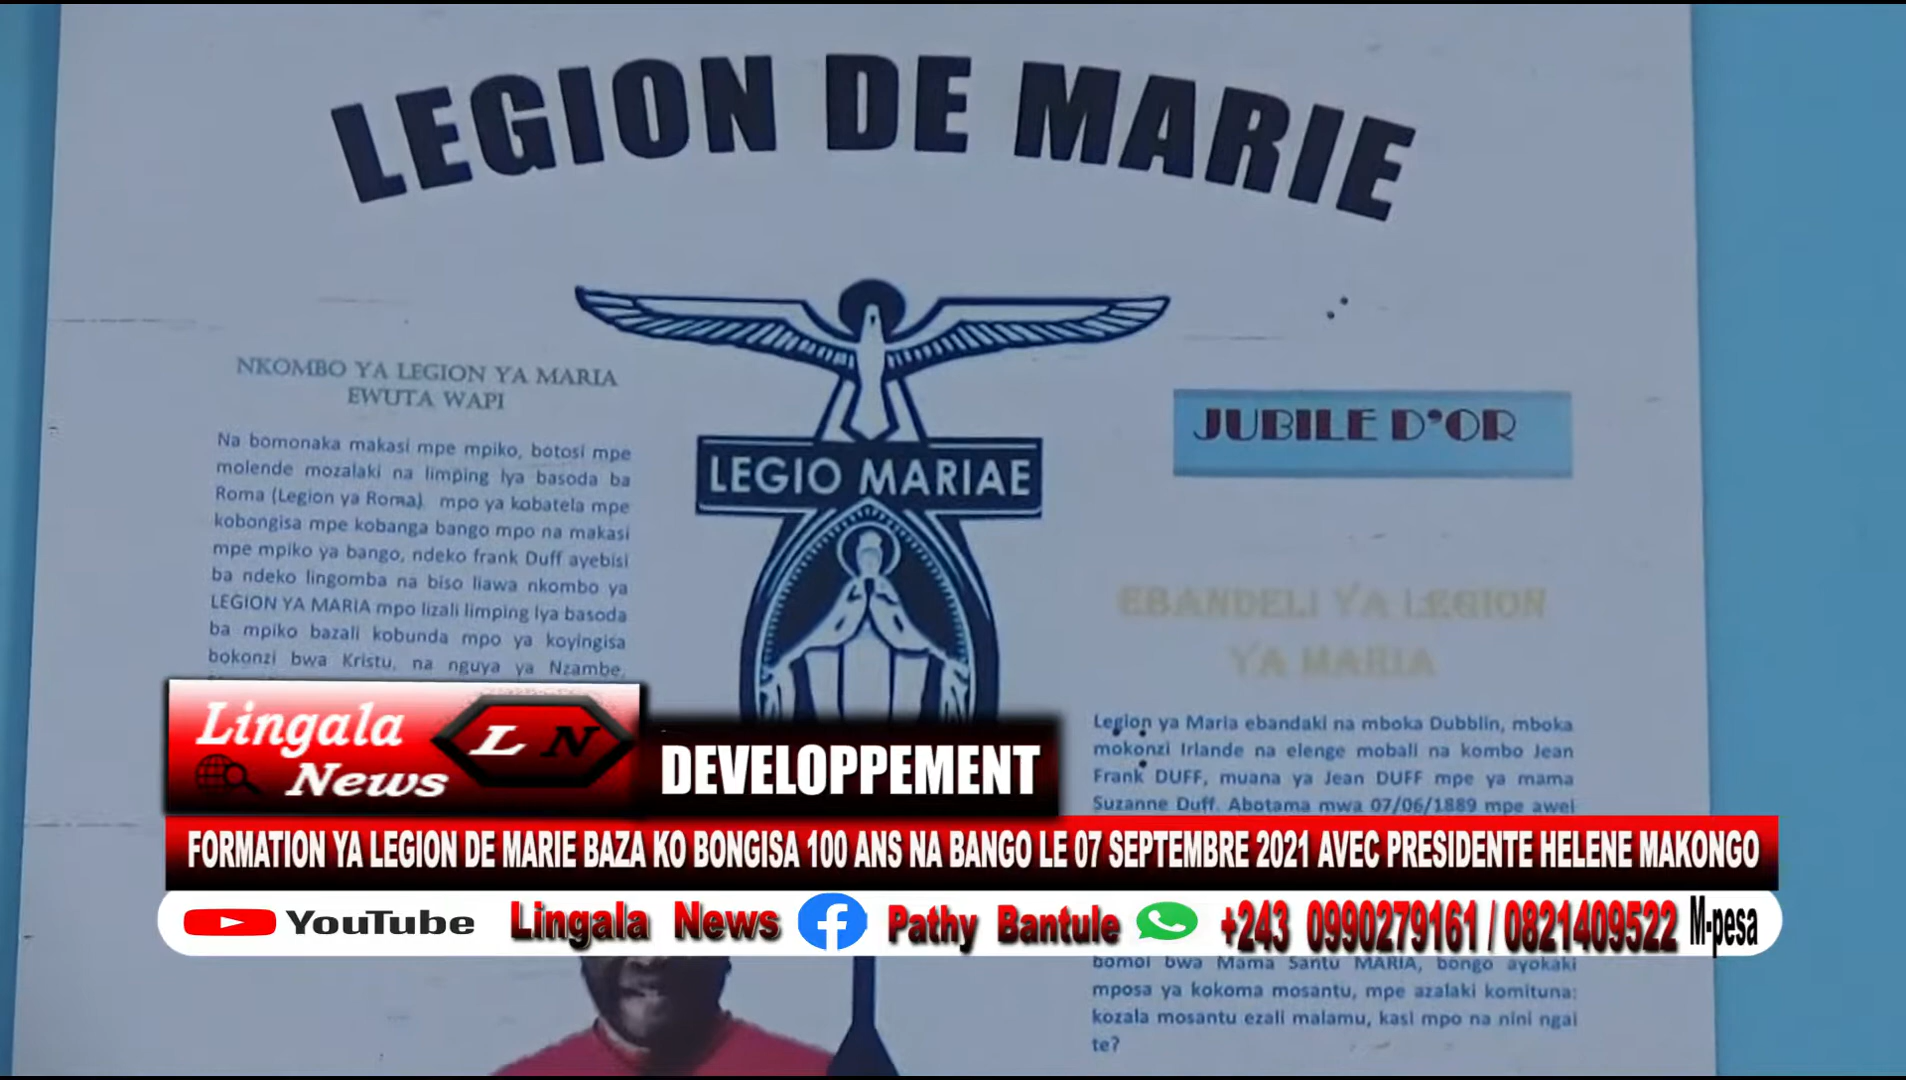 LEGION DE MARIE
NKOMBO YA LEGION YA MARIA
EWUTA WAPI
Na bomonaka makasi mpe mpiko, botosi mpe
molende mozalaki na limping lya basoda ba
Roma (Legion ya Roma) mpo ya kobatela mpe
kobongisa mpe kobanga bango mpo na makasi
mpe mpiko ya bango, ndeko frank Duff ayebisi
ba ndeko lingomba na biso liawa nkombo ya
LEGION YA MARIA mpo lizali limping lya basoda
ba mpiko bazali kobunda mpo ya koyingisa
bokonzi bwa Kristu, na nguya ya Nzambe,
LEGIO MARIAE
JUBILE D'OR
EBANDELI YA LEGION
YA MARIA
Legion ya Maria ebandaki na mboka Dubblin, mboka
mokonzi Irlande na elenge mobali na kombo Jean
Frank DUFF, muana ya Jean DUFF mpe ya mama
Suzanne Duff. Abotama mwa 07/06/1889 mpe awei
bomoi bwa Mama Santu MARIA, bongo ayokaki
mposa ya kokoma mosantu, mpe azalaki komituna:
kozala mosantu ezali malamu, kasi mpo na nini ngai
te?
Lingala
News
L N
DEVELOPPEMENT
FORMATION YA LEGION DE MARIE BAZA KO BONGISA 100 ANS NA BANGO LE 07 SEPTEMBRE 2021 AVEC PRESIDENTE HELENE MAKONGO
YouTube Lingala News Pathy Bantule +243 0990279161 / 0821409522 M-pesa